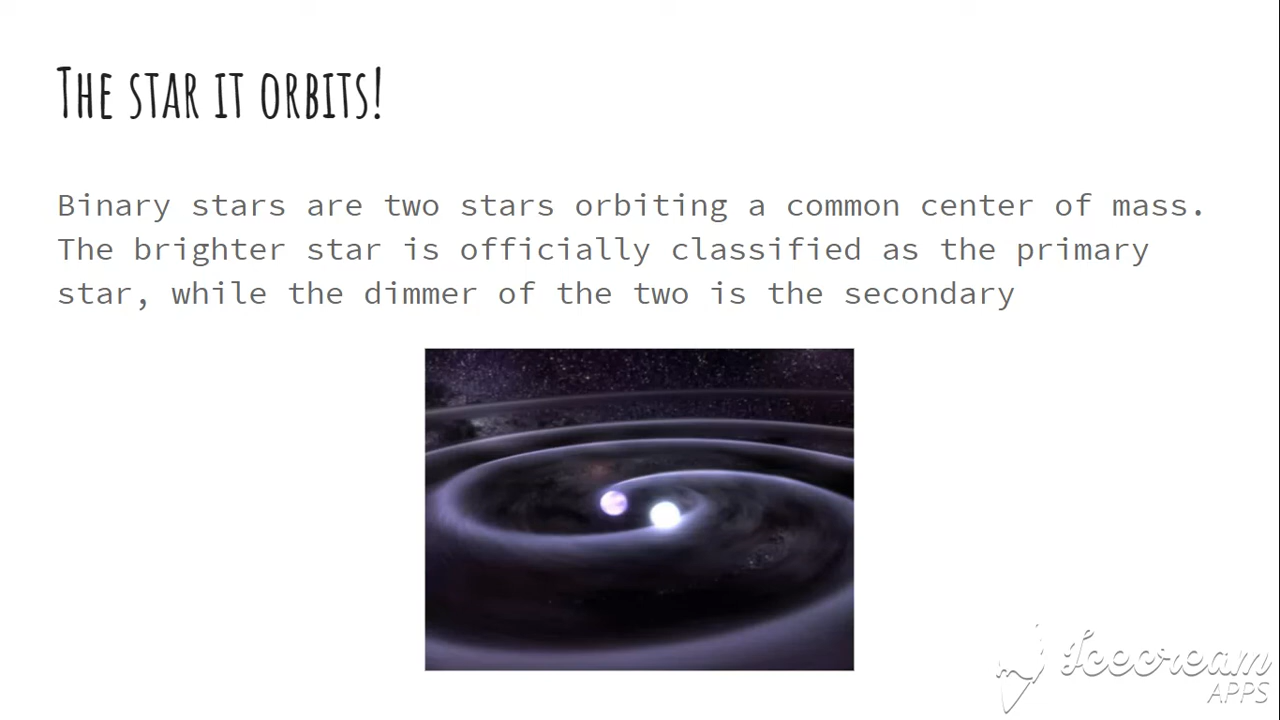 The star it orbits!
Binary stars are two stars orbiting a common center of mass.
The brighter star is officially classified as the primary
star, while the dimmer of the two is the secondary
Icecream
APPS